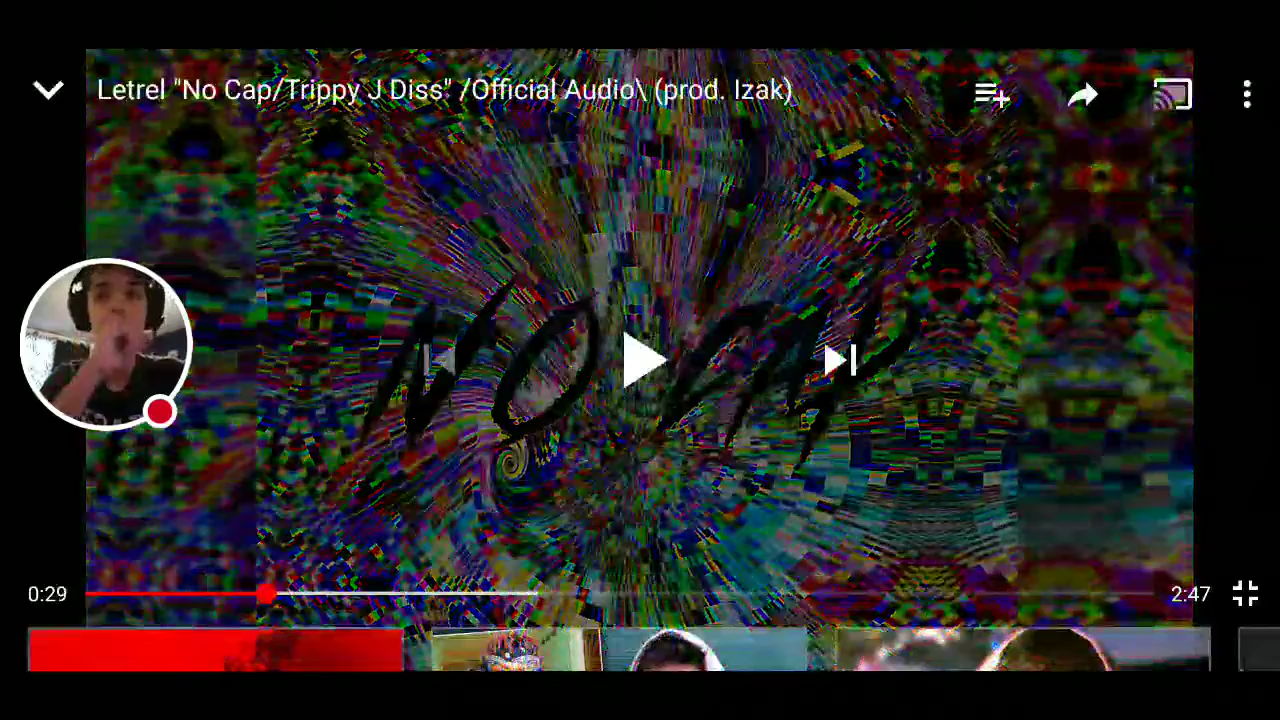 Letrel "No Cap/Trippy J Diss" /Official Audio\ (prod. Izak)
NO CAP
0:29
2:47